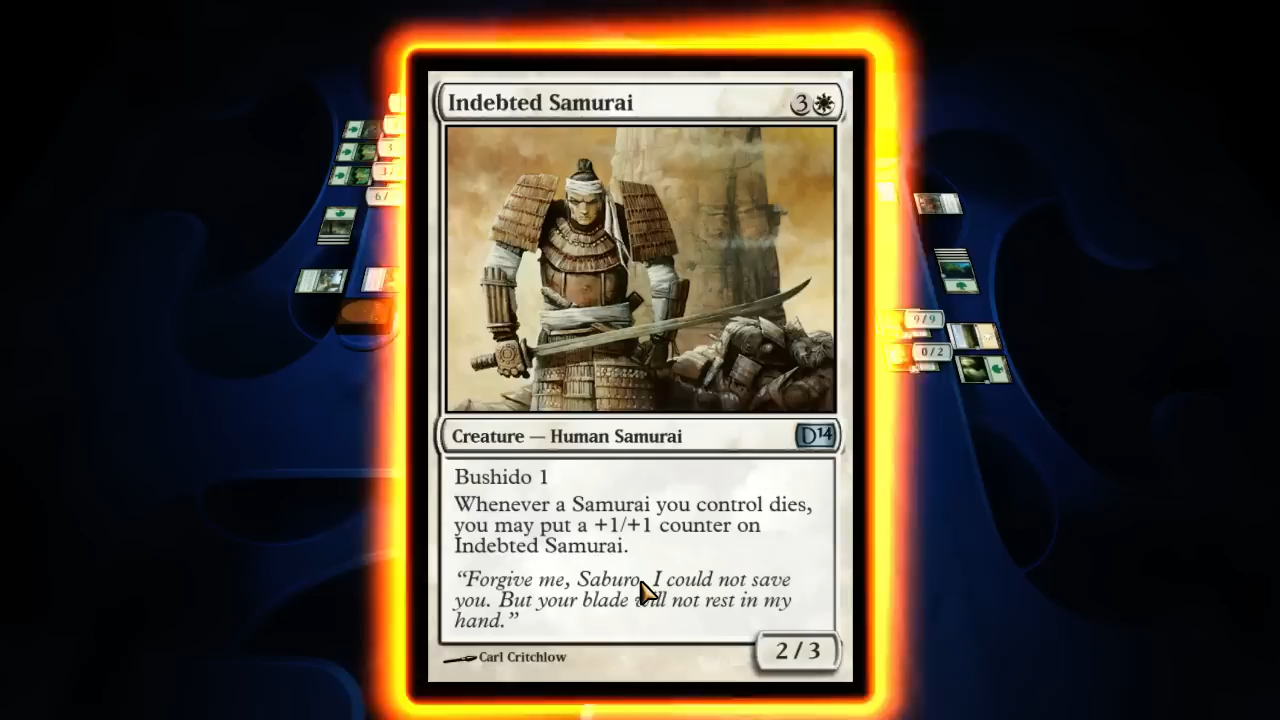 Indebted Samurai
3
Creature — Human Samurai
D14
Bushido 1
Whenever a Samurai you control dies,
you may put a +1/+1 counter on
Indebted Samurai.
“Forgive me, Saburo. I could not save
you. But your blade will not rest in my
hand.”
2/3
Carl Critchlow
3/
6/
9/9
0/2